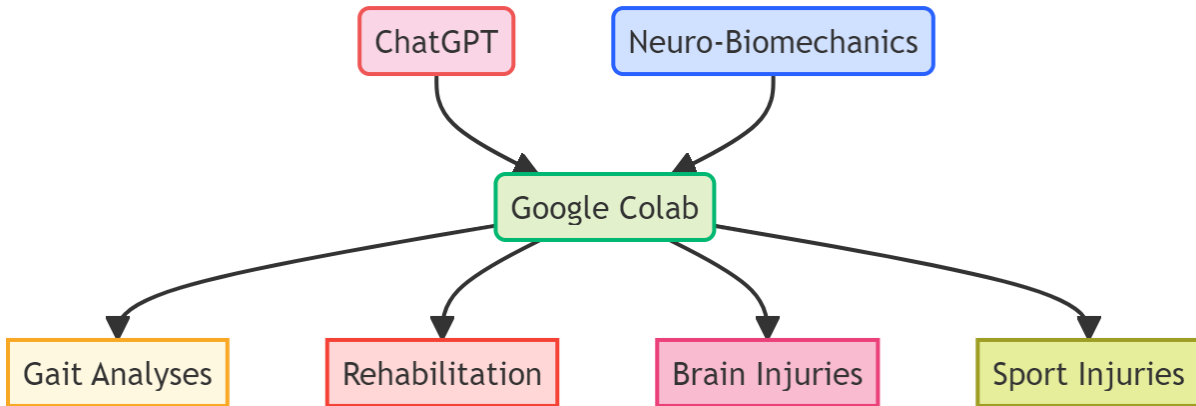 ChatGPT
Neuro-Biomechanics
Google Colab
Gait Analyses
Rehabilitation
Brain Injuries
Sport Injuries